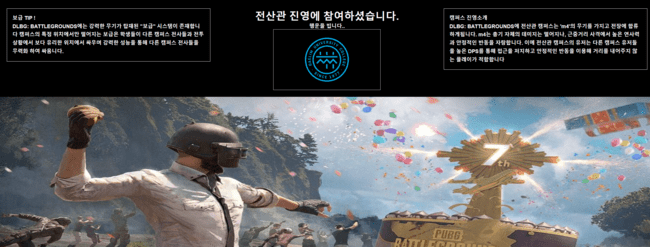 보급 TIP !
DLBG: BATTLEGROUNDS에는 강력한 무기가 탑재된 "보급" 시스템이 존재합니
다 캠퍼스의 특정 위치에서만 떨어지는 보급은 학생들이 다른 캠퍼스 전사들과 전투
상황에서 보다 유리한 위치에서 싸우며 강력한 성능을 통해 다른 캠퍼스 전사들을
무력화 하며 싸웁니다.
전산관 진영에 참여하셨습니다.
행운을 빕니다..
캠퍼스 진영소개
DLBG: BATTLEGROUNDS에 전산관 캠퍼스는 'm4'의 무기를 가지고 전장에 합류
하게됩니다. m4는 총기 자체의 데미지는 떨어지나, 근중거리 사격에서 높은 연사력
과 안정적인 반동을 자랑합니다. 이에 전산관 캠퍼스의 유저는 다른 캠퍼스 유저들
을 높은 DPS를 통해 접근을 저지하고 안정적인 반동을 이용해 거리를 내어주지 않
는 플레이가 적합합니다
7th
PUBG
BATTLEGROUNDS